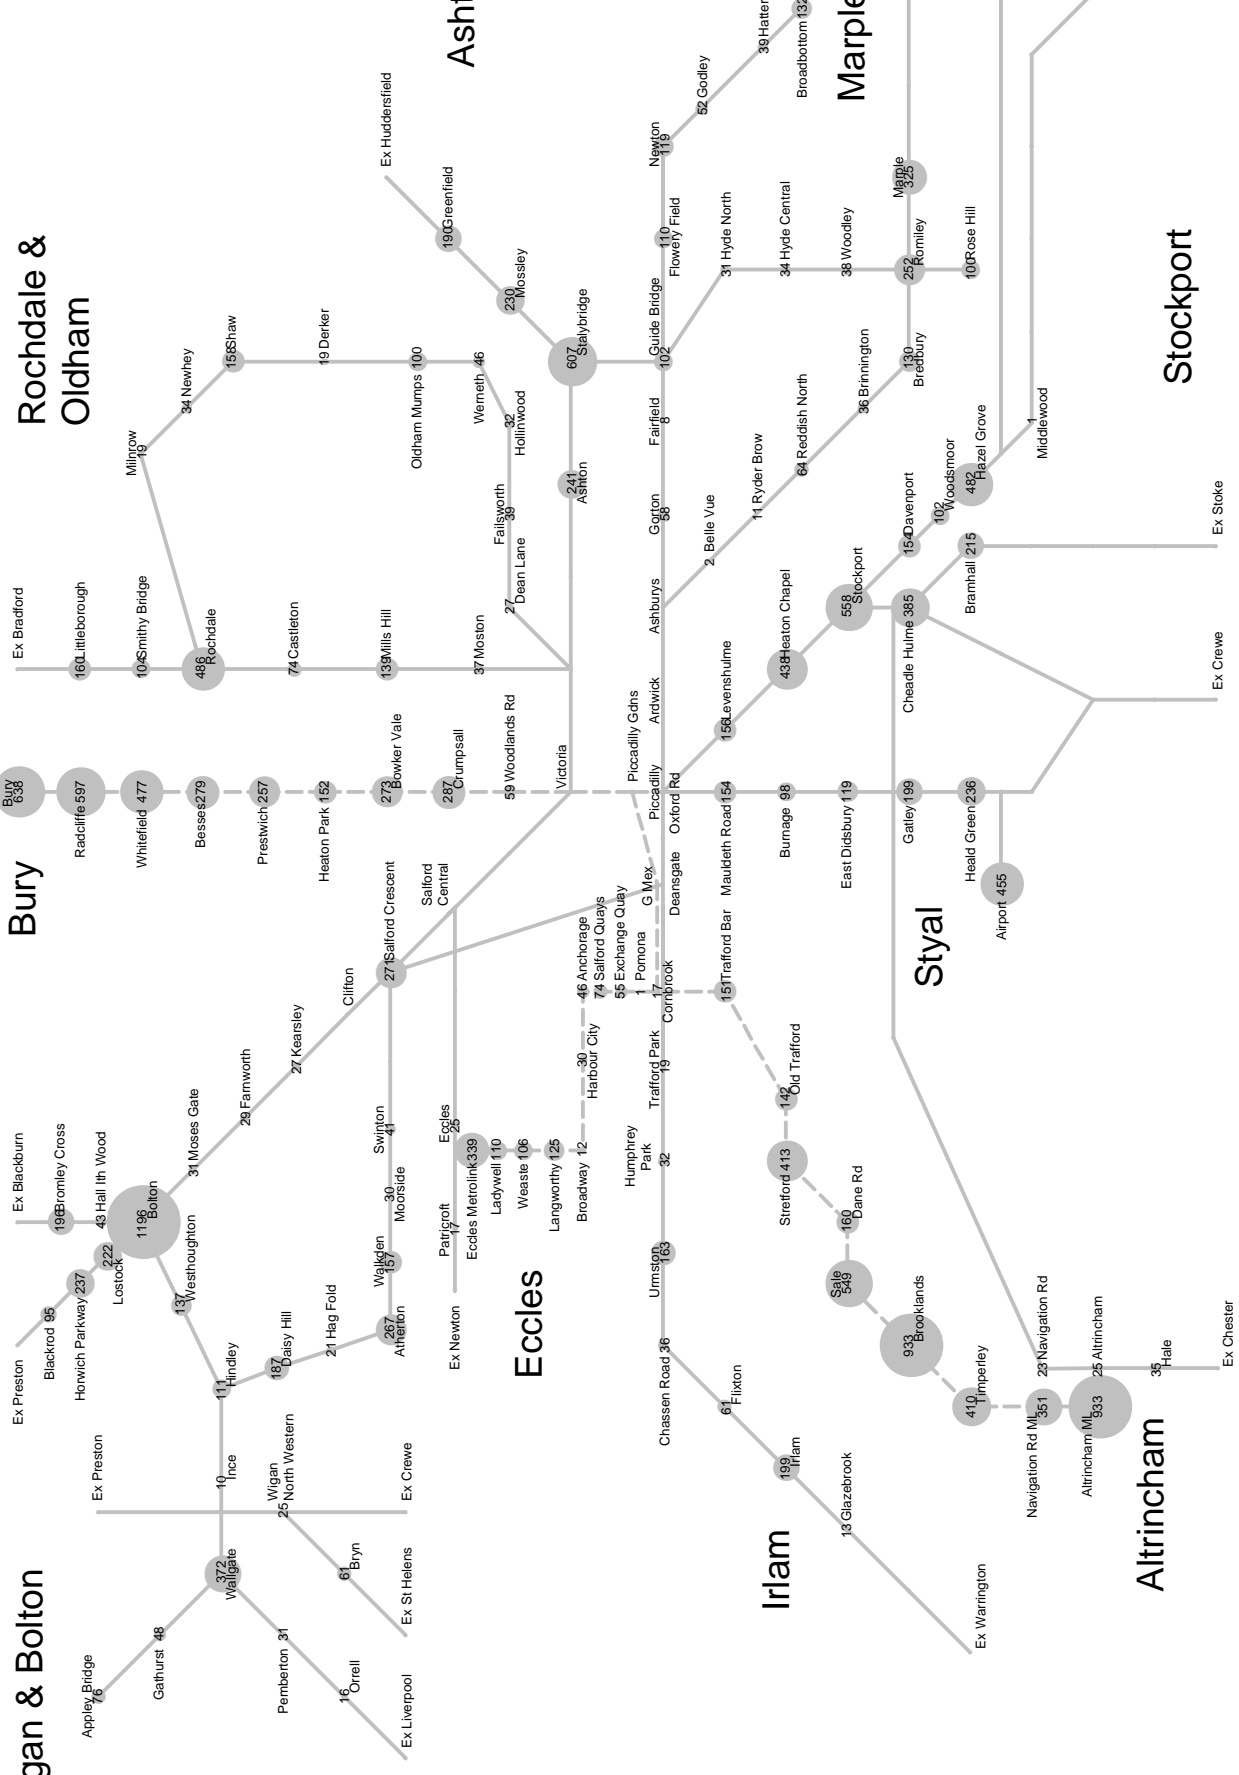 gan & Bolton
Bury
Rochdale &
Oldham
Asht
Eccles
Irlam
Altrincham
Styal
Stockport
Marple
Appley Bridge
76
Gathurst 48
Pemberton 31
16 Orrell
Ex Liverpool
372
Wallgate
61
Bryn
Ex St Helens
Ex Preston
10
Ince
Wigan
North Western
25
Ex Crewe
Ex Preston
Blackrod 95
Horwich Parkway 237
222
Lostock
Ex Blackburn
196
Bromley Cross
43 Hall Ith Wood
1196
Bolton
137
Westhoughton
111
Hindley
187
Daisy Hill
21 Hag Fold
267
Atherton
Walkden
157
30
Moorside
Swinton
41
31 Moses Gate
29 Farnworth
27 Kearsley
Clifton
271
Salford Crescent
Salford
Central
Ex Newton
Patricroft
17
Eccles
25
Eccles Metrolink 339
Ladywell 110
Weaste 106
Langworthy 125
Broadway 12
30
Harbour City
46 Anchorage
74 Salford Quays
55 Exchange Quay
1 Pomona
17
Cornbrook
G Mex
Deansgate
Bury
638
Radcliffe 597
Whitefield 477
Besses 279
Prestwich 257
Heaton Park 152
273
Bowker Vale
287
Crumpsall
59 Woodlands Rd
Victoria
Piccadilly Gdns
Piccadilly
Oxford Rd
Ex Bradford
160
Littleborough
104
Smithy Bridge
486
Rochdale
74 Castleton
139
Mills Hill
37 Moston
Milnrow
19
34 Newhey
158
Shaw
19 Derker
Oldham Mumps 100
Werneth 46
32
Hollinwood
Failsworth
39
27
Dean Lane
241
Ashton
607
Stalybridge
230
Mossley
190
Greenfield
Ex Huddersfield
Ardwick
Ashburys
Gorton
58
Fairfield
8
Guide Bridge
102
110
Flowery Field
Newton
119
52 Godley
39 Hatter
Broadbottom 132
31 Hyde North
34 Hyde Central
38 Woodley
252
Romiley
Marple
325
100
Rose Hill
2 Belle Vue
11 Ryder Brow
64 Reddish North
36 Brinnington
130
Bredbury
156
Levenshulme
438
Heaton Chapel
558
Stockport
154
Davenport
102
Woodsmoor
482
Hazel Grove
1
Middlewood
Cheadle Hulme 385
Bramhall 215
Ex Stoke
Ex Crewe
Mauldeth Road 154
Burnage 98
East Didsbury 119
Gatley 199
Heald Green 236
Airport 455
Trafford Park
19
Humphrey
Park
32
Urmston
163
Chassen Road 36
61
Flixton
199
Irlam
13 Glazebrook
Ex Warrington
151
Trafford Bar
142
Old Trafford
Stretford 413
160
Dane Rd
Sale
549
933
Brooklands
410
Timperley
Navigation Rd ML
351
Altrincham ML
933
23 Navigation Rd
25 Altrincham
35
Hale
Ex Chester